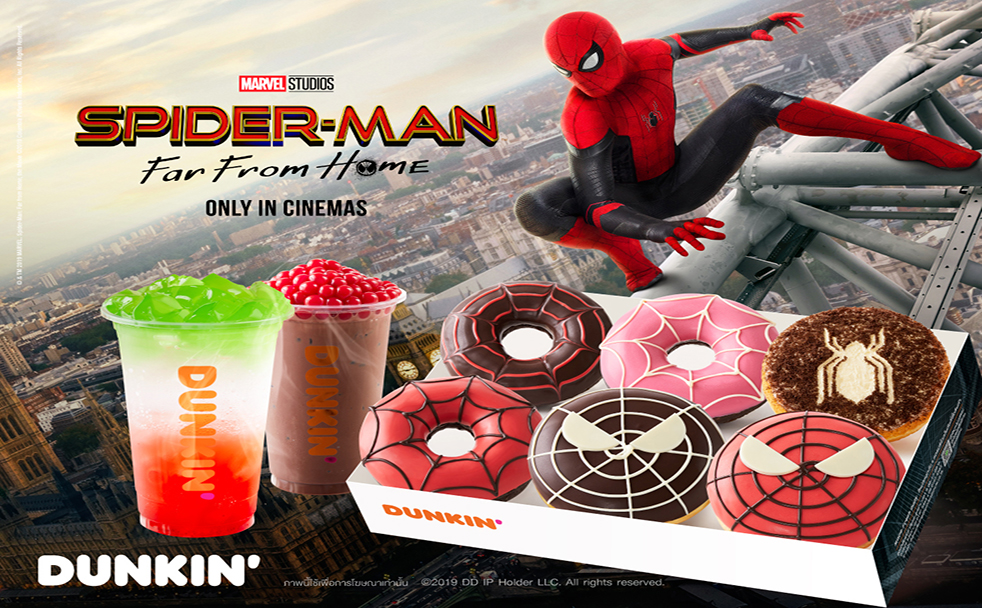 MARVEL STUDIOS
SPIDER-MAN
Far From Home
ONLY IN CINEMAS
DUNKIN'
DUNKIN'
DUNKIN'
DUNKIN'
ภาพนี้ใช้เพื่อการโฆษณาเท่านั้น ©2019 DD IP Holder LLC. All rights reserved.